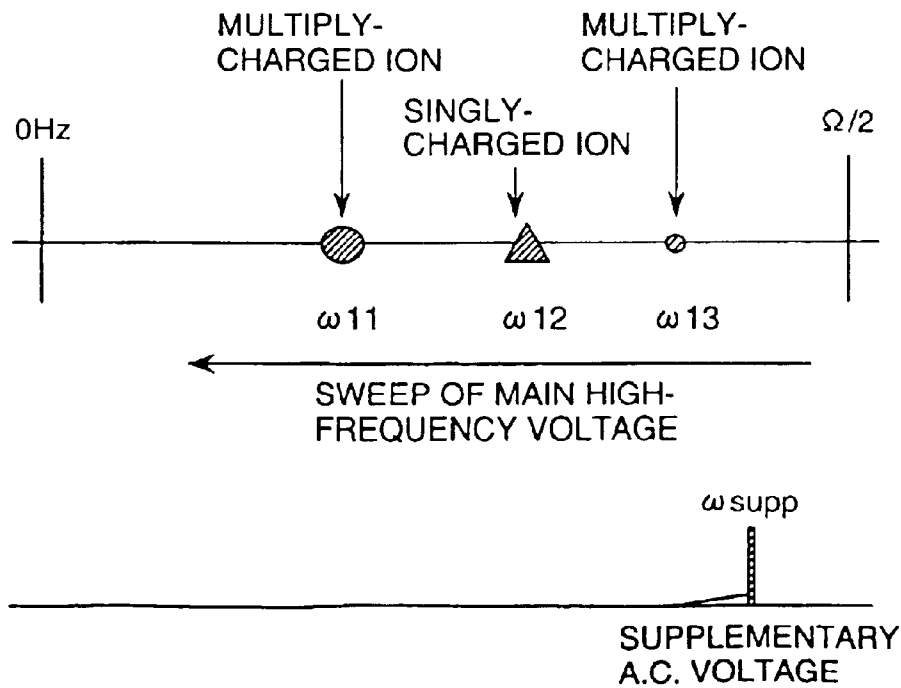 MULTIPLY-
CHARGED ION
MULTIPLY-
CHARGED ION
SINGLY-
CHARGED ION
0Hz
Ω/2
ω11
ω12
ω13
SWEEP OF MAIN HIGH-
FREQUENCY VOLTAGE
ωsupp
SUPPLEMENTARY
A.C. VOLTAGE